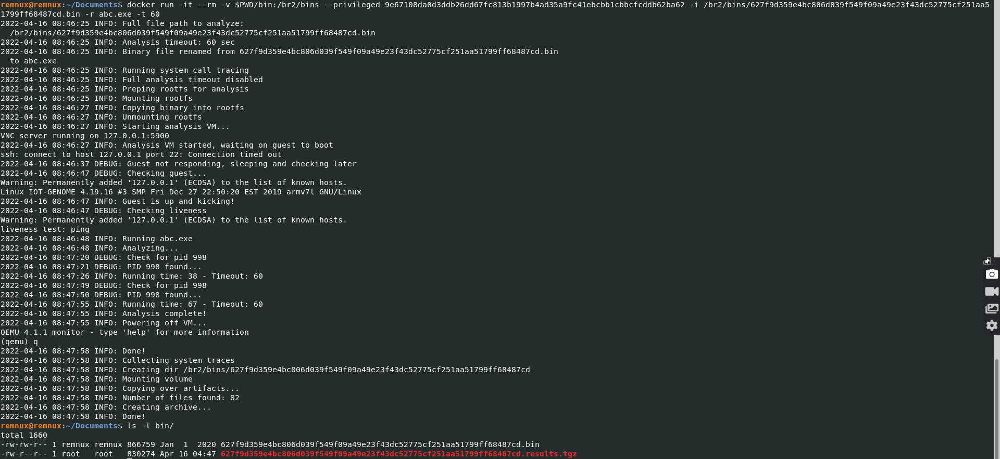 remnux@remnux:~/Documents$ docker run -it --rm -v $PWD/bin:/br2/bins --privileged 9e67108da0d3ddb26dd67fc813b1997b4ad35a9fc41ebcbb1cbbcfcddb62ba62 -i /br2/bins/627f9d359e4bc806d039f549f09a49e23f43dc52775cf251aa5
1799ff68487cd.bin -r abc.exe -t 60
2022-04-16 08:46:25 INFO: Full file path to analyze:
  /br2/bins/627f9d359e4bc806d039f549f09a49e23f43dc52775cf251aa51799ff68487cd.bin
2022-04-16 08:46:25 INFO: Analysis timeout: 60 sec
2022-04-16 08:46:25 INFO: Binary file renamed from 627f9d359e4bc806d039f549f09a49e23f43dc52775cf251aa51799ff68487cd.bin
  to abc.exe
2022-04-16 08:46:25 INFO: Running system call tracing
2022-04-16 08:46:25 INFO: Full analysis timeout disabled
2022-04-16 08:46:25 INFO: Preping rootfs for analysis
2022-04-16 08:46:25 INFO: Mounting rootfs
2022-04-16 08:46:27 INFO: Copying binary into rootfs
2022-04-16 08:46:27 INFO: Unmounting rootfs
2022-04-16 08:46:27 INFO: Starting analysis VM...
VNC server running on 127.0.0.1:5900
2022-04-16 08:46:27 INFO: Analysis VM started, waiting on guest to boot
ssh: connect to host 127.0.0.1 port 22: Connection timed out
2022-04-16 08:46:37 DEBUG: Guest not responding, sleeping and checking later
2022-04-16 08:46:47 DEBUG: Checking guest...
Warning: Permanently added '127.0.0.1' (ECDSA) to the list of known hosts.
Linux IOT-GENOME 4.19.16 #3 SMP Fri Dec 27 22:50:20 EST 2019 armv7l GNU/Linux
2022-04-16 08:46:47 INFO: Guest is up and kicking!
2022-04-16 08:46:47 DEBUG: Checking liveness
Warning: Permanently added '127.0.0.1' (ECDSA) to the list of known hosts.
liveness test: ping
2022-04-16 08:46:48 INFO: Running abc.exe
2022-04-16 08:46:48 INFO: Analyzing...
2022-04-16 08:47:20 DEBUG: Check for pid 998
2022-04-16 08:47:21 DEBUG: PID 998 found...
2022-04-16 08:47:26 INFO: Running time: 38 - Timeout: 60
2022-04-16 08:47:49 DEBUG: Check for pid 998
2022-04-16 08:47:50 DEBUG: PID 998 found...
2022-04-16 08:47:55 INFO: Running time: 67 - Timeout: 60
2022-04-16 08:47:55 INFO: Analysis complete!
2022-04-16 08:47:55 INFO: Powering off VM...
QEMU 4.1.1 monitor - type 'help' for more information
(qemu) q
2022-04-16 08:47:58 INFO: Done!
2022-04-16 08:47:58 INFO: Collecting system traces
2022-04-16 08:47:58 INFO: Creating dir /br2/bins/627f9d359e4bc806d039f549f09a49e23f43dc52775cf251aa51799ff68487cd
2022-04-16 08:47:58 INFO: Mounting volume
2022-04-16 08:47:58 INFO: Copying over artifacts...
2022-04-16 08:47:58 INFO: Number of files found: 82
2022-04-16 08:47:58 INFO: Creating archive...
2022-04-16 08:47:58 INFO: Done!
remnux@remnux:~/Documents$ ls -l bin/
total 1660
-rw-rw-r-- 1 remnux remnux 866759 Jan  1  2020 627f9d359e4bc806d039f549f09a49e23f43dc52775cf251aa51799ff68487cd.bin
-rw-r--r-- 1 root   root   830274 Apr 16 04:47 627f9d359e4bc806d039f549f09a49e23f43dc52775cf251aa51799ff68487cd.results.tgz